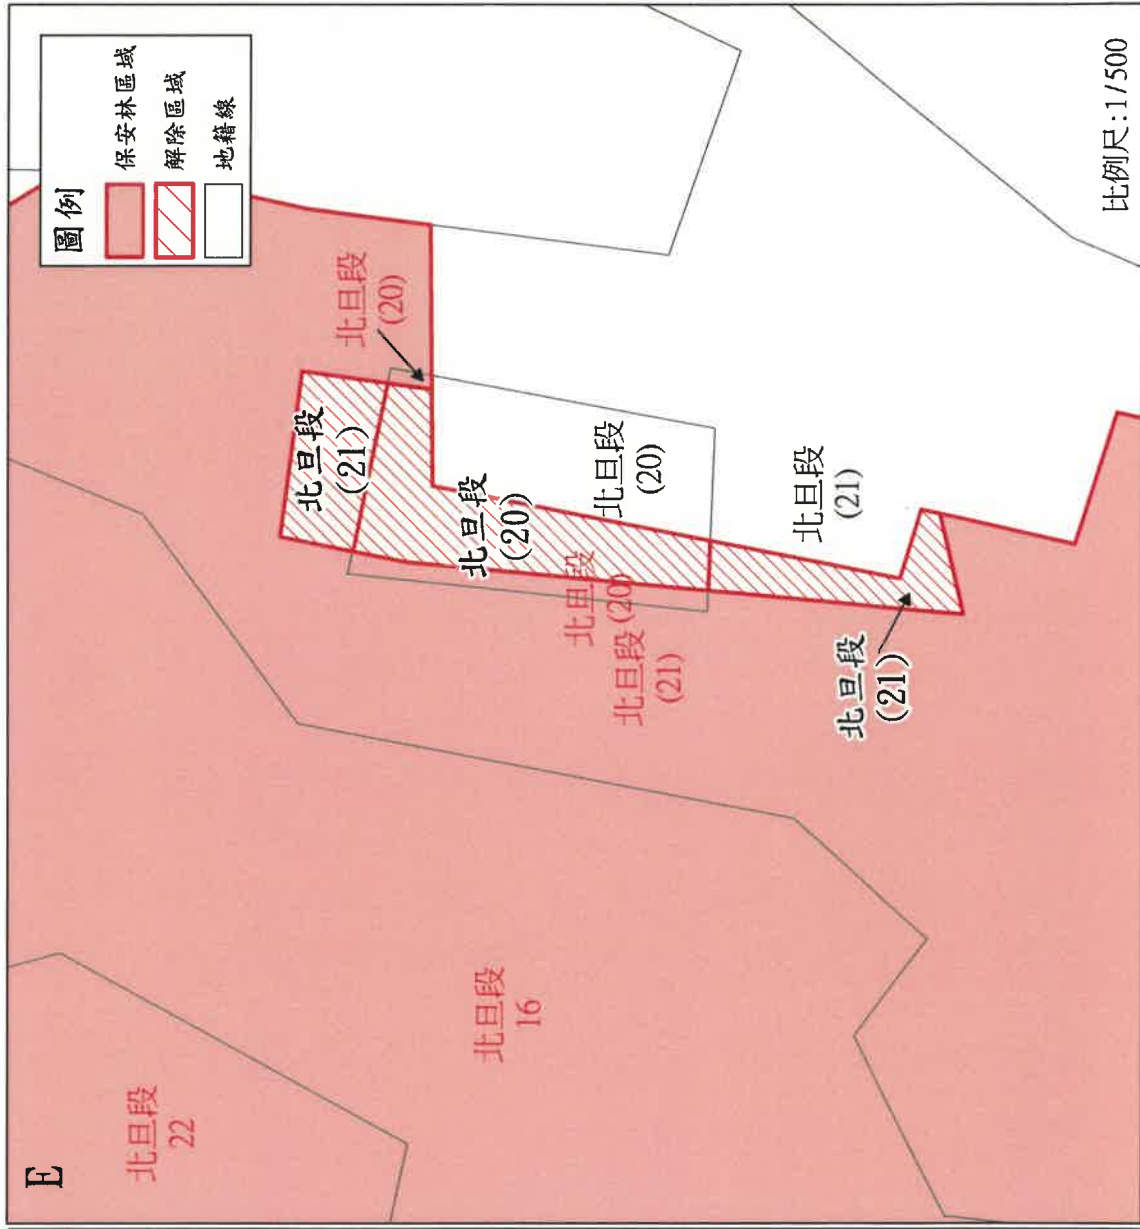 E
北旦段
22
北旦段
16
北旦段
(21)
北旦段
(20)
北旦段
(20)
北旦段
(20)
北旦段
(21)
北旦段
(20)
北旦段
(21)
北旦段
(21)
圖例
保安林區域
解除區域
地籍線
比例尺:1/500